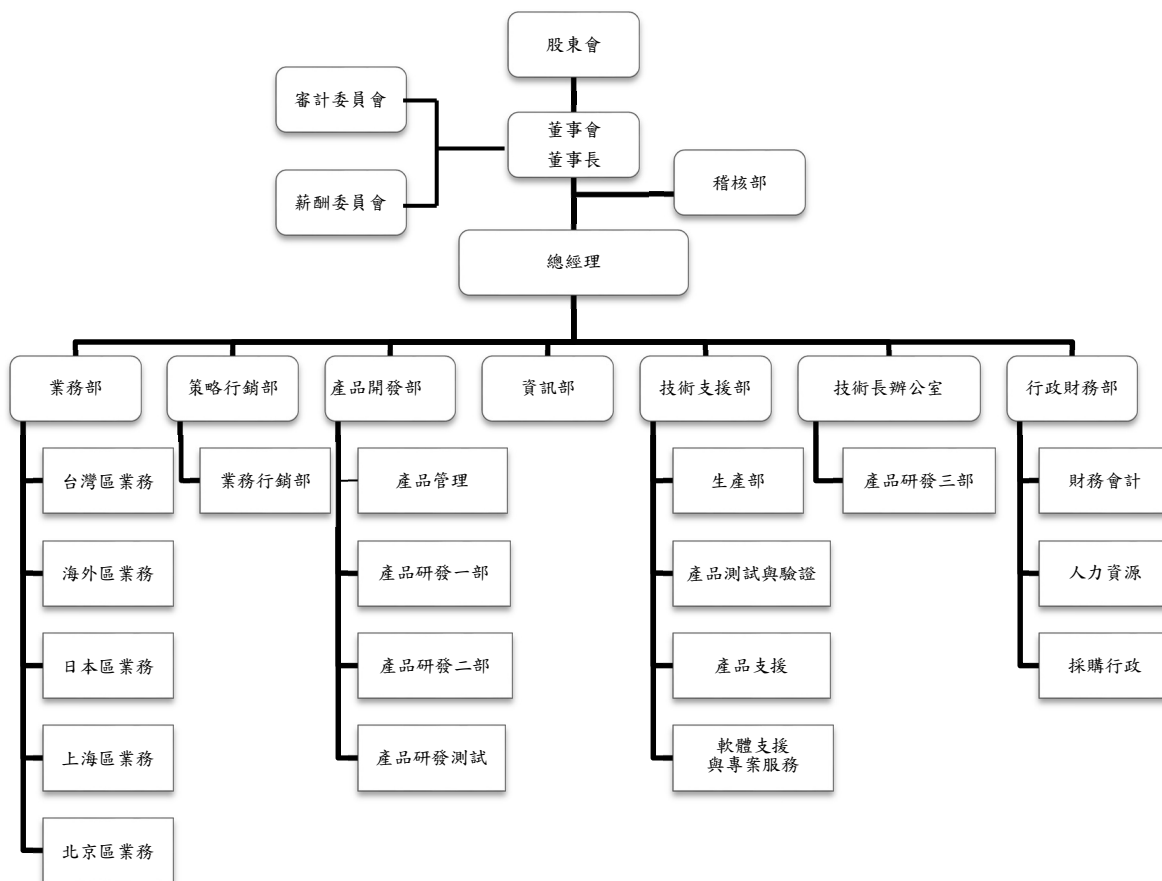 股東會
審計委員會
董事會
董事長
稽核部
薪酬委員會
總經理
業務部
策略行銷部
產品開發部
資訊部
技術支援部
技術長辦公室
行政財務部
台灣區業務
業務行銷部
產品管理
生產部
產品研發三部
財務會計
海外區業務
產品研發一部
產品測試與驗證
人力資源
日本區業務
產品研發二部
產品支援
採購行政
上海區業務
產品研發測試
軟體支援
與專案服務
北京區業務